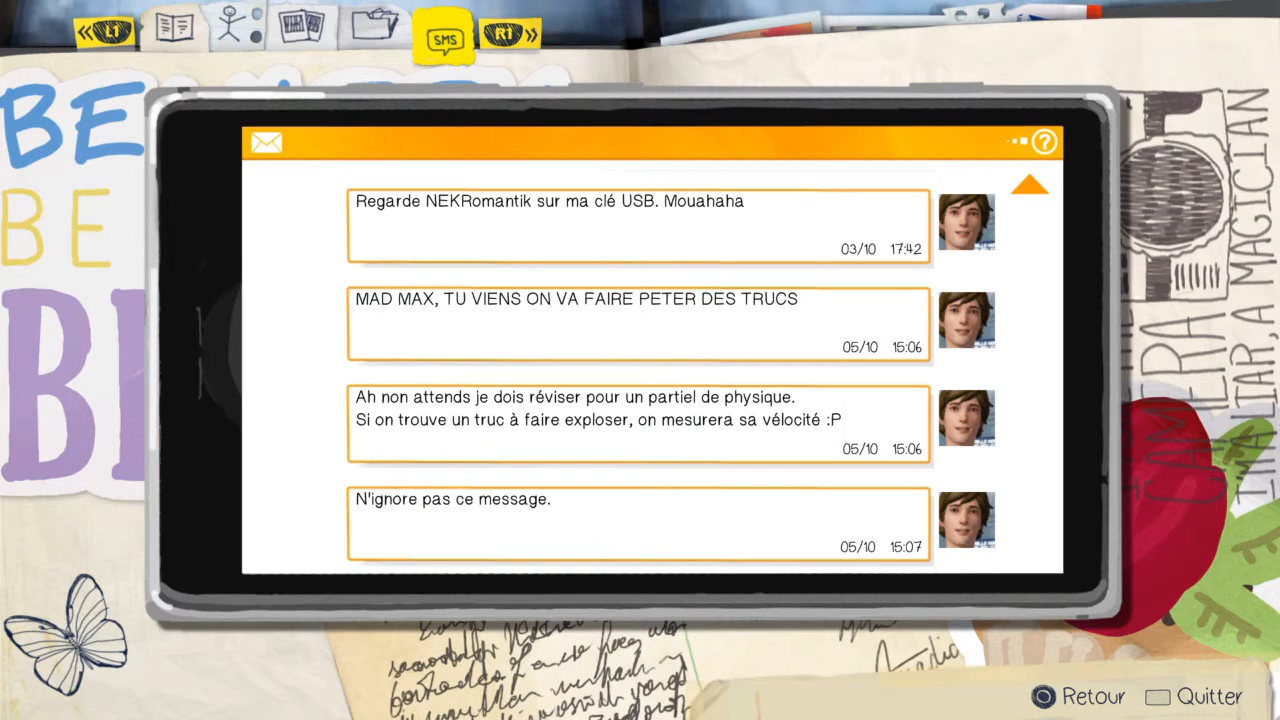 L1
SMS
R1
BE
BE
Regarde NEKRomantik sur ma clé USB. Mouahaha
03/10 17:42
MAD MAX, TU VIENS ON VA FAIRE PETER DES TRUCS
05/10 15:06
Ah non attends je dois réviser pour un partiel de physique.
Si on trouve un truc à faire exploser, on mesurera sa vélocité :P
05/10 15:06
N'ignore pas ce message.
05/10 15:07
?
LIAR, A MAGICIAN
Retour
Quitter